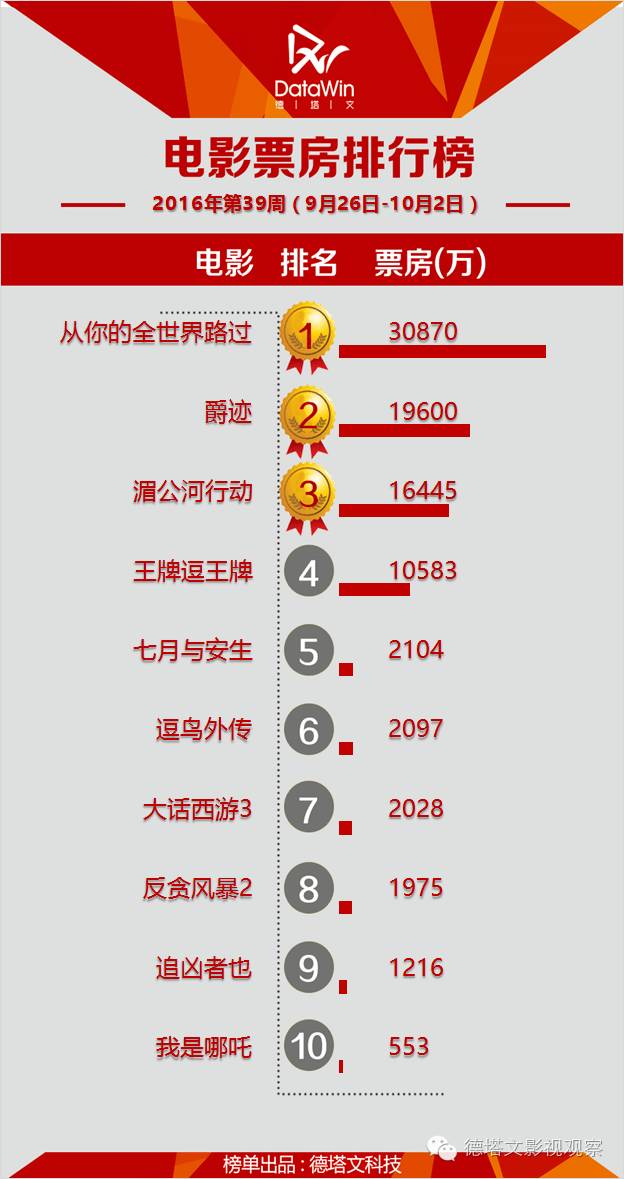 DataWin
德 | 塔 | 文
电影票房排行榜
2016年第39周（9月26日-10月2日）
电影 排名 票房(万)
从你的全世界路过 1 30870
爵迹 2 19600
湄公河行动 3 16445
王牌逗王牌 4 10583
七月与安生 5 2104
逗鸟外传 6 2097
大话西游3 7 2028
反贪风暴2 8 1975
追凶者也 9 1216
我是哪吒 10 553
德塔文影视观察
榜单出品 : 德塔文科技